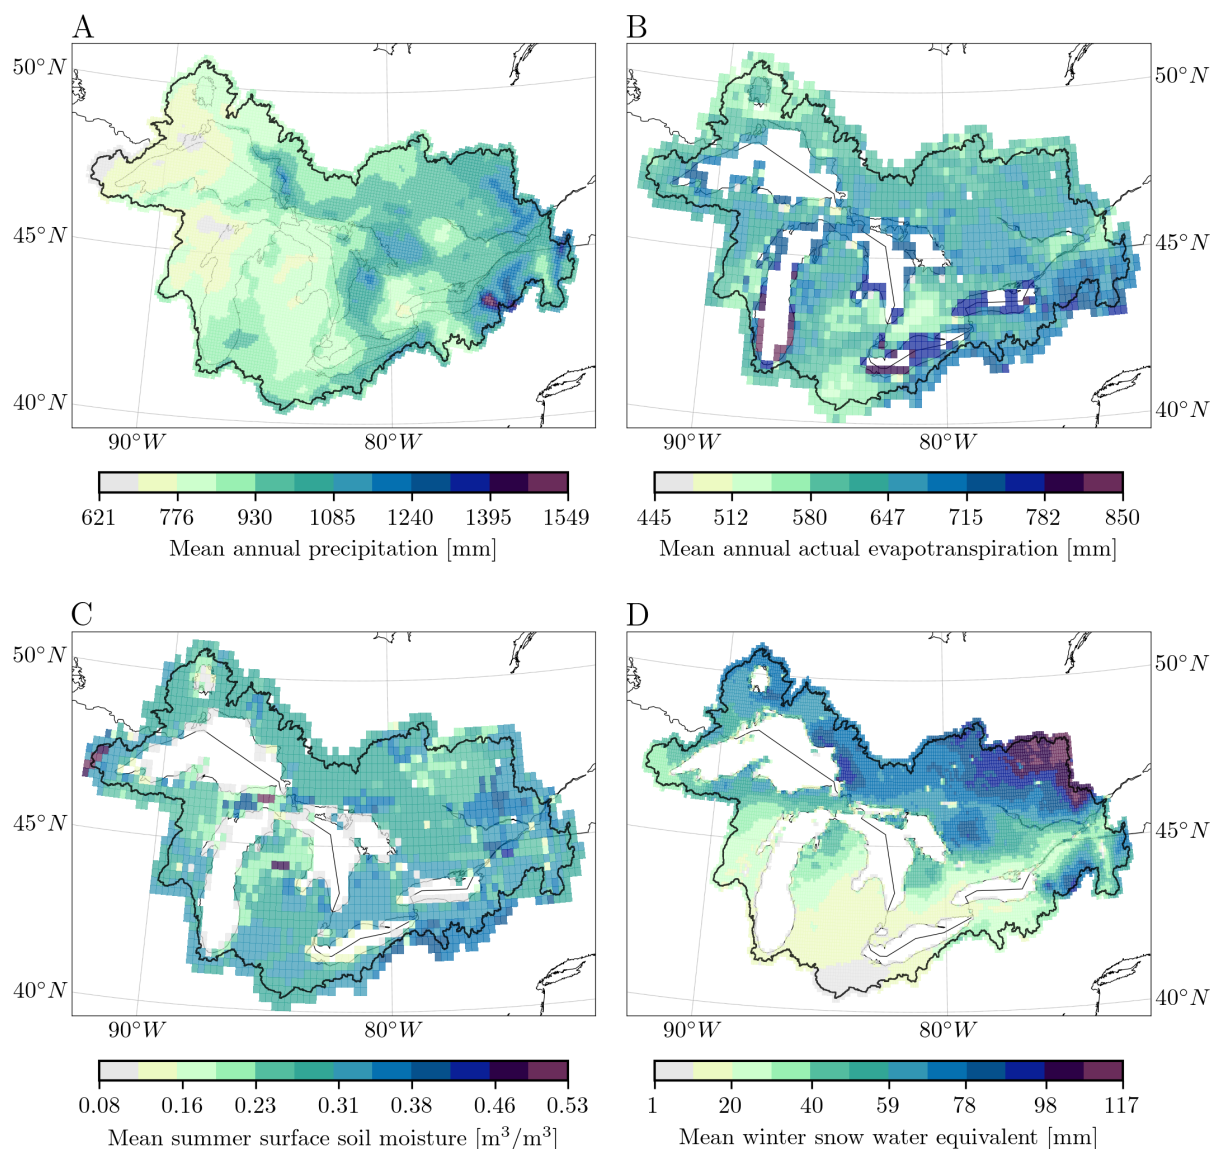 A
B
50°N
50°N
45°N
45°N
40°N
40°N
90°W
80°W
90°W
80°W
621 776 930 1085 1240 1395 1549
445 512 580 647 715 782 850
Mean annual precipitation [mm]
Mean annual actual evapotranspiration [mm]
C
D
50°N
50°N
45°N
45°N
40°N
40°N
90°W
80°W
90°W
80°W
0.08 0.16 0.23 0.31 0.38 0.46 0.53
1 20 40 59 78 98 117
Mean summer surface soil moisture [m³/m³]
Mean winter snow water equivalent [mm]